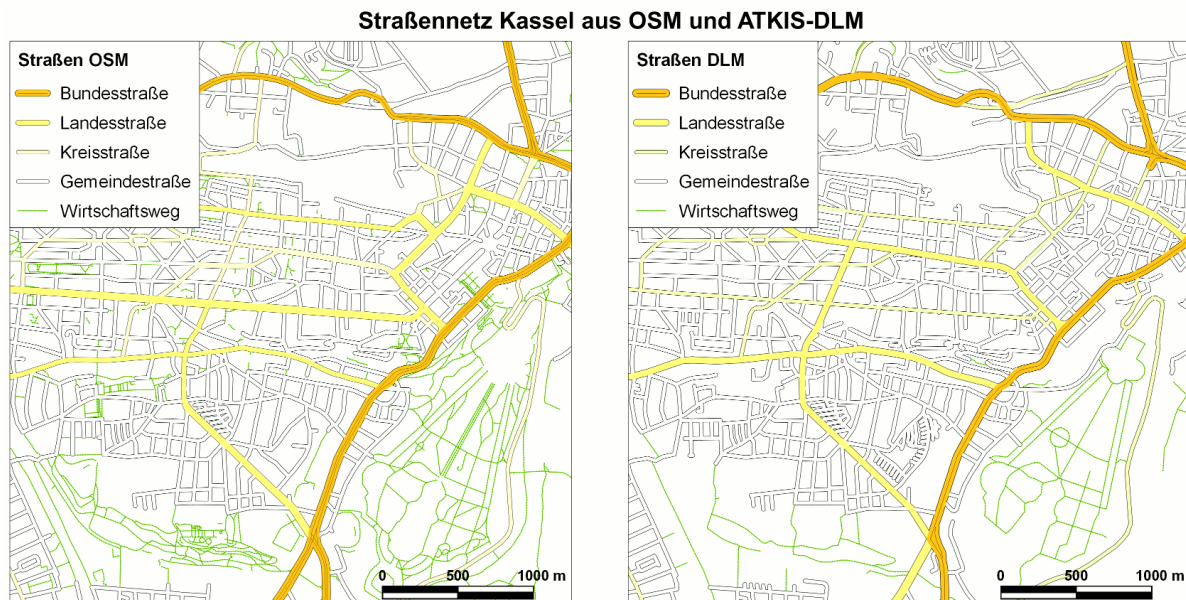 Straßennetz Kassel aus OSM und ATKIS-DLM
Straßen OSM
Bundesstraße
Landesstraße
Kreisstraße
Gemeindestraße
Wirtschaftsweg
0 500 1000 m
Straßen DLM
Bundesstraße
Landesstraße
Kreisstraße
Gemeindestraße
Wirtschaftsweg
0 500 1000 m